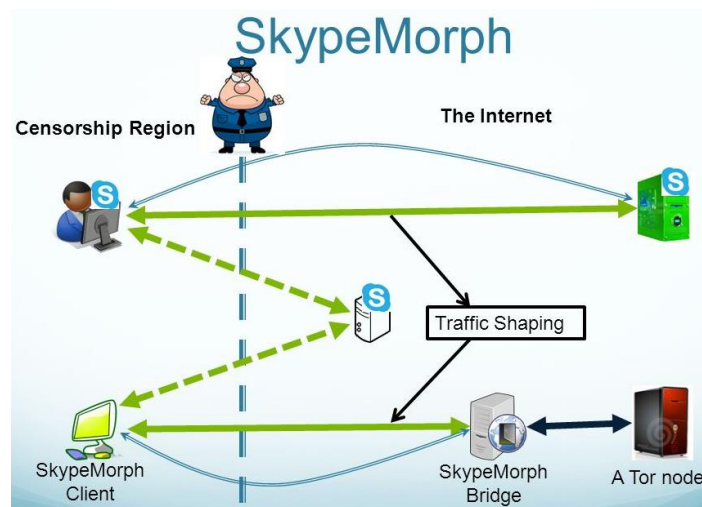 SkypeMorph
Censorship Region
The Internet
S
S
S
Traffic Shaping
SkypeMorph
Client
SkypeMorph
Bridge
A Tor node